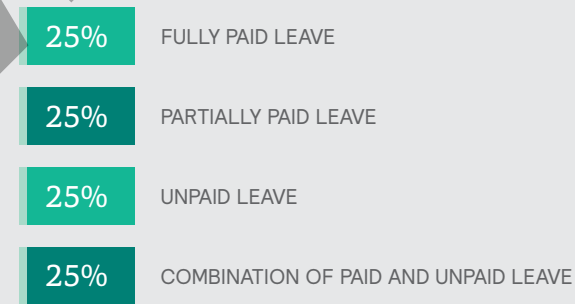 25% FULLY PAID LEAVE
25% PARTIALLY PAID LEAVE
25% UNPAID LEAVE
25% COMBINATION OF PAID AND UNPAID LEAVE